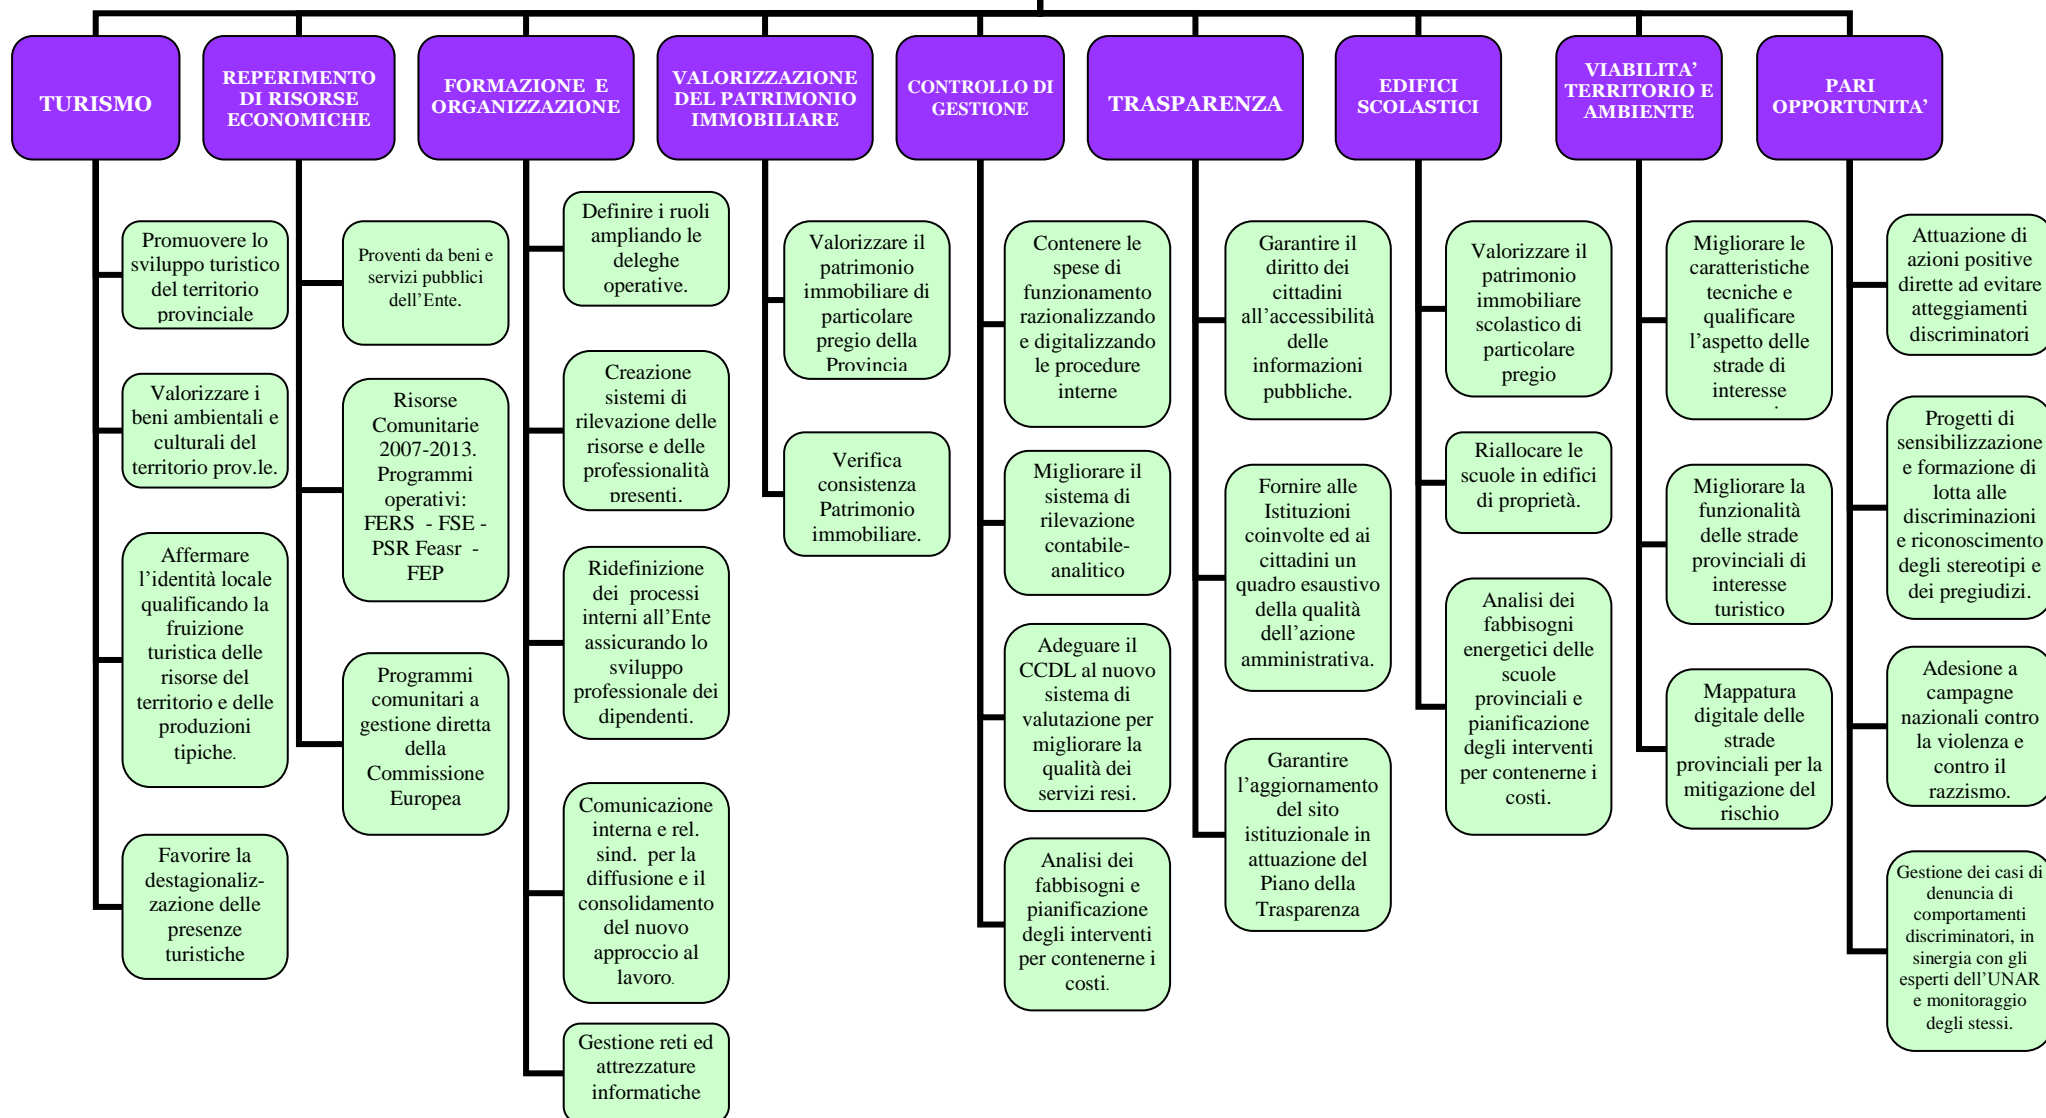 TURISMO
Promuovere lo
sviluppo turistico
del territorio
provinciale
Valorizzare i
beni ambientali e
culturali del
territorio prov.le.
Affermare
l’identità locale
qualificando la
fruizione
turistica delle
risorse del
territorio e delle
produzioni
tipiche.
Favorire la
destagionaliz-
zazione delle
presenze
turistiche
REPERIMENTO
DI RISORSE
ECONOMICHE
Proventi da beni e
servizi pubblici
dell’Ente.
Risorse
Comunitarie
2007-2013.
Programmi
operativi:
FERS - FSE -
PSR Feasr -
FEP
Programmi
comunitari a
gestione diretta
della
Commissione
Europea
FORMAZIONE E
ORGANIZZAZIONE
Definire i ruoli
ampliando le
deleghe
operative.
Creazione
sistemi di
rilevazione delle
risorse e delle
professionalità
presenti.
Ridefinizione
dei processi
interni all’Ente
assicurando lo
sviluppo
professionale dei
dipendenti.
Comunicazione
interna e rel.
sind. per la
diffusione e il
consolidamento
del nuovo
approccio al
lavoro.
Gestione reti ed
attrezzature
informatiche
VALORIZZAZIONE
DEL PATRIMONIO
IMMOBILIARE
Valorizzare il
patrimonio
immobiliare di
particolare
pregio della
Provincia
Verifica
consistenza
Patrimonio
immobiliare.
CONTROLLO DI
GESTIONE
Contenere le
spese di
funzionamento
razionalizzando
e digitalizzando
le procedure
interne
Migliorare il
sistema di
rilevazione
contabile-
analitico
Adeguare il
CCDL al nuovo
sistema di
valutazione per
migliorare la
qualità dei
servizi resi.
Analisi dei
fabbisogni e
pianificazione
degli interventi
per contenerne i
costi.
TRASPARENZA
Garantire il
diritto dei
cittadini
all’accessibilità
delle
informazioni
pubbliche.
Fornire alle
Istituzioni
coinvolte ed ai
cittadini un
quadro esaustivo
della qualità
dell’azione
amministrativa.
Garantire
l’aggiornamento
del sito
istituzionale in
attuazione del
Piano della
Trasparenza
EDIFICI
SCOLASTICI
Valorizzare il
patrimonio
immobiliare
scolastico di
particolare
pregio
Riallocare le
scuole in edifici
di proprietà.
Analisi dei
fabbisogni
energetici delle
scuole
provinciali e
pianificazione
degli interventi
per contenerne i
costi.
VIABILITA’
TERRITORIO E
AMBIENTE
Migliorare le
caratteristiche
tecniche e
qualificare
l’aspetto delle
strade di
interesse
Migliorare la
funzionalità
delle strade
provinciali di
interesse
turistico
Mappatura
digitale delle
strade
provinciali per la
mitigazione del
rischio
PARI
OPPORTUNITA’
Attuazione di
azioni positive
dirette ad evitare
atteggiamenti
discriminatori
Progetti di
sensibilizzazione
e formazione di
lotta alle
discriminazioni
e riconoscimento
degli stereotipi e
dei pregiudizi.
Adesione a
campagne
nazionali contro
la violenza e
contro il
razzismo.
Gestione dei casi di
denuncia di
comportamenti
discriminatori, in
sinergia con gli
esperti dell’UNAR
e monitoraggio
degli stessi.